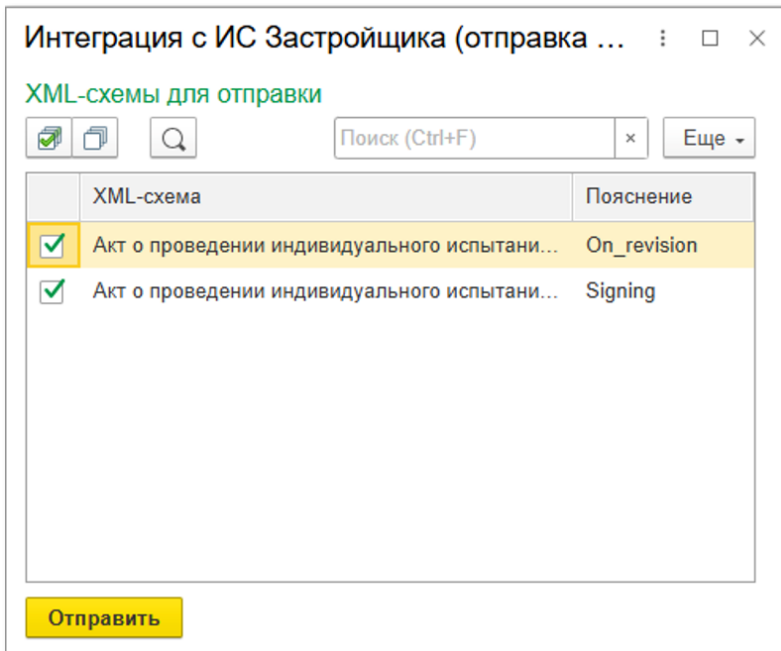 Интеграция с ИС Застройщика (отправка ...
XML-схемы для отправки
Поиск (Ctrl+F) × Еще
XML-схема Пояснение
Акт о проведении индивидуального испытани... On_revision
Акт о проведении индивидуального испытани... Signing
Отправить